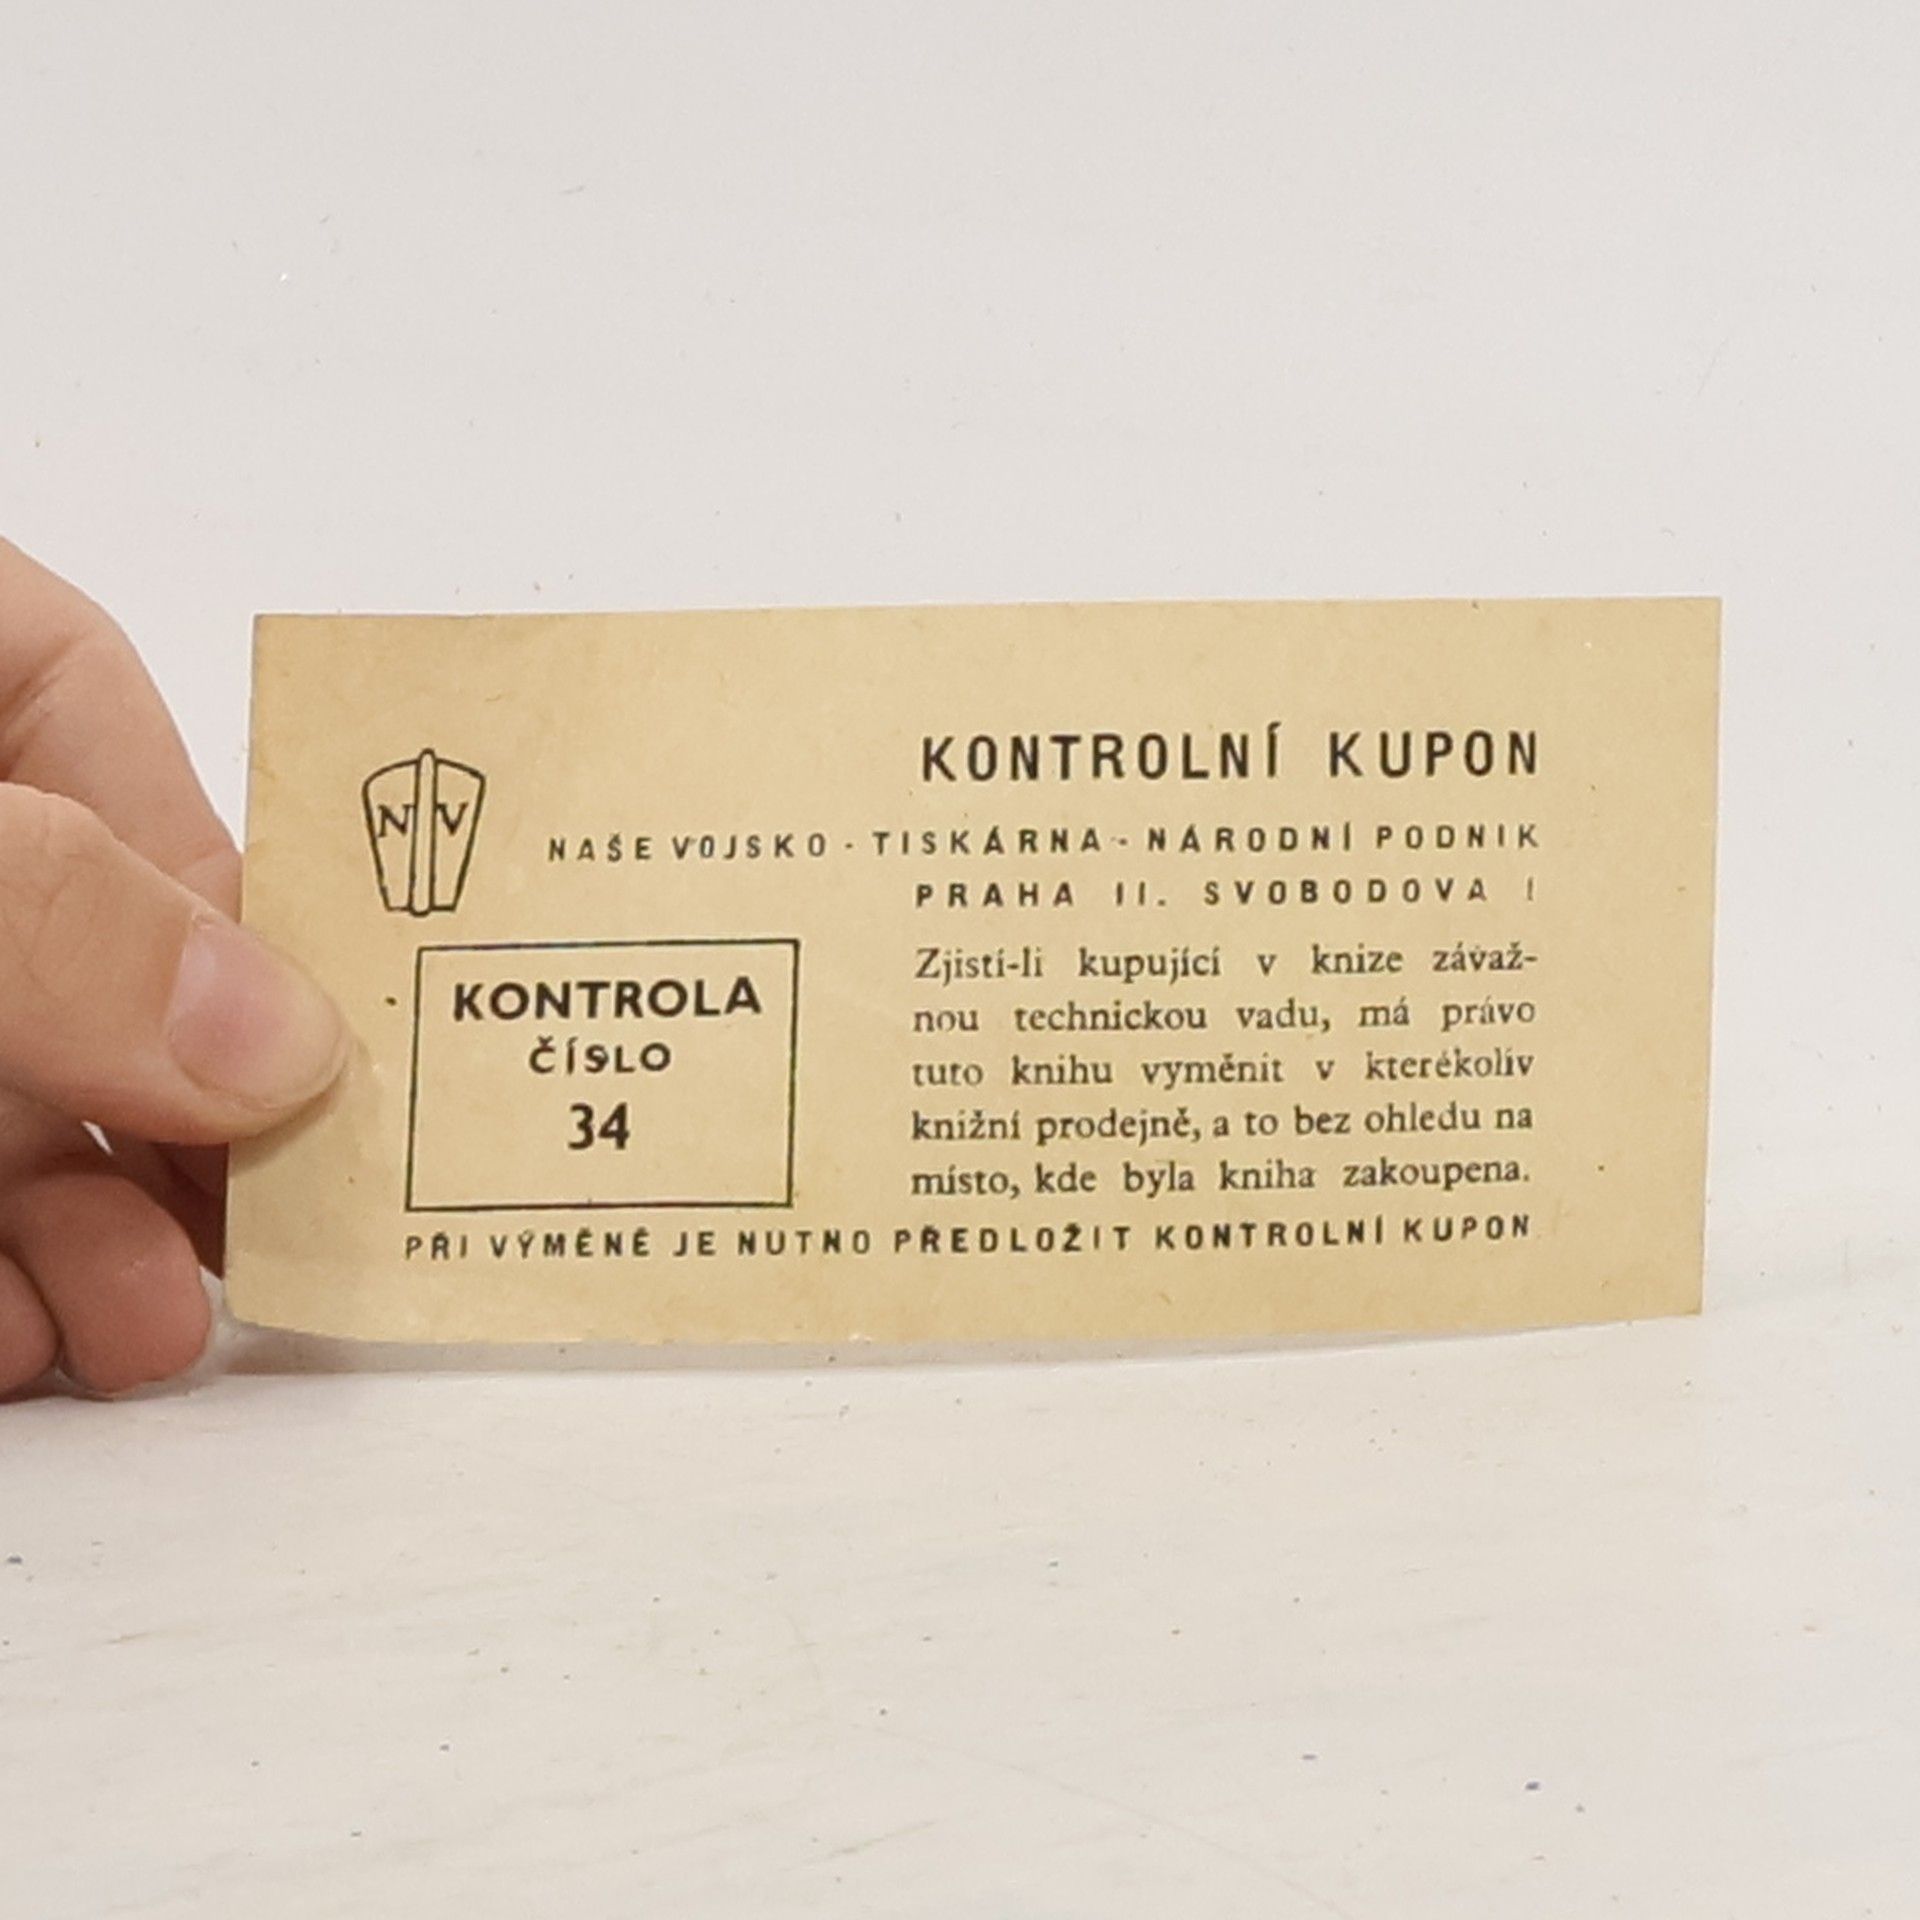 KONTROLNÍ KUPON
N V
NAŠE VOJSKO - TISKÁRNA - NÁRODNÍ PODNIK
PRAHA II. SVOBODOVA 1
KONTROLA
ČÍSLO
34
Zjistí-li kupující v knize závaž-
nou technickou vadu, má právo
tuto knihu vyměnit v kterékoliv
knižní prodejně, a to bez ohledu na
místo, kde byla kniha zakoupena.
PŘI VÝMĚNĚ JE NUTNO PŘEDLOŽIT KONTROLNÍ KUPON